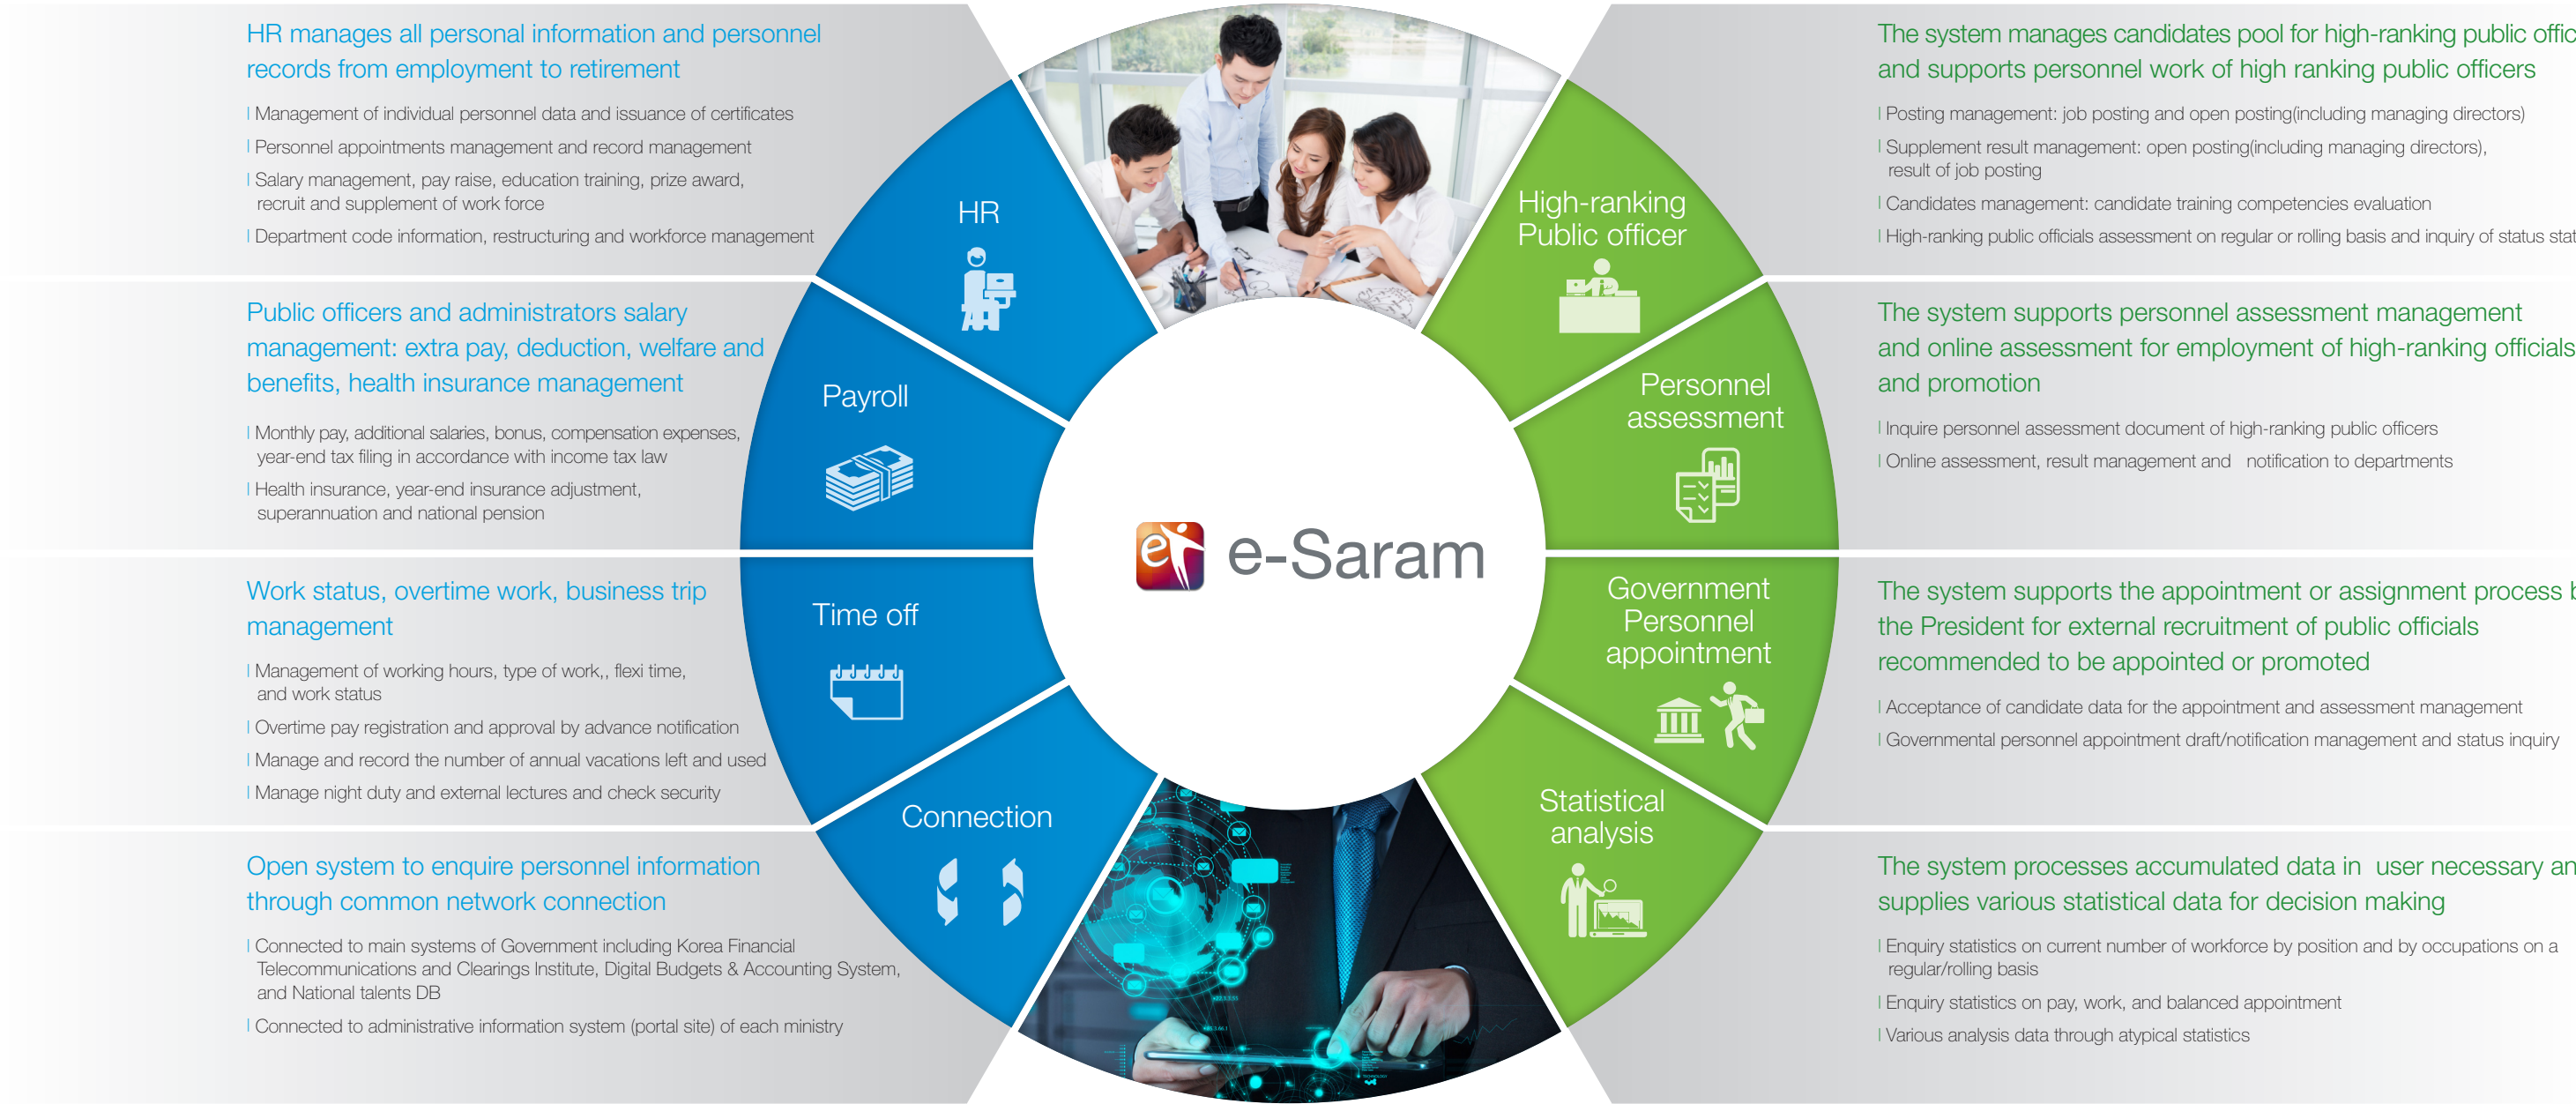 HR manages all personal information and personnel
records from employment to retirement
| Management of individual personnel data and issuance of certificates
| Personnel appointments management and record management
| Salary management, pay raise, education training, prize award,
recruit and supplement of work force
| Department code information, restructuring and workforce management
Public officers and administrators salary
management: extra pay, deduction, welfare and
benefits, health insurance management
| Monthly pay, additional salaries, bonus, compensation expenses,
year-end tax filing in accordance with income tax law
| Health insurance, year-end insurance adjustment,
superannuation and national pension
Work status, overtime work, business trip
management
| Management of working hours, type of work,, flexi time,
and work status
| Overtime pay registration and approval by advance notification
| Manage and record the number of annual vacations left and used
| Manage night duty and external lectures and check security
Open system to enquire personnel information
through common network connection
| Connected to main systems of Government including Korea Financial
Telecommunications and Clearings Institute, Digital Budgets & Accounting System,
and National talents DB
| Connected to administrative information system (portal site) of each ministry
HR
Payroll
Time off
Connection
e-Saram
High-ranking
Public officer
Personnel
assessment
Government
Personnel
appointment
Statistical
analysis
The system manages candidates pool for high-ranking public
and supports personnel work of high ranking public officers
| Posting management: job posting and open posting(including managing directors)
| Supplement result management: open posting(including managing directors),
result of job posting
| Candidates management: candidate training competencies evaluation
| High-ranking public officials assessment on regular or rolling basis and inquiry of status
The system supports personnel assessment management
and online assessment for employment of high-ranking officials
and promotion
| Inquire personnel assessment document of high-ranking public officers
| Online assessment, result management and notification to departments
The system supports the appointment or assignment process
the President for external recruitment of public officials
recommended to be appointed or promoted
| Acceptance of candidate data for the appointment and assessment management
| Governmental personnel appointment draft/notification management and status inquiry
The system processes accumulated data in user necessary
supplies various statistical data for decision making
| Enquiry statistics on current number of workforce by position and by occupations on a
regular/rolling basis
| Enquiry statistics on pay, work, and balanced appointment
| Various analysis data through atypical statistics